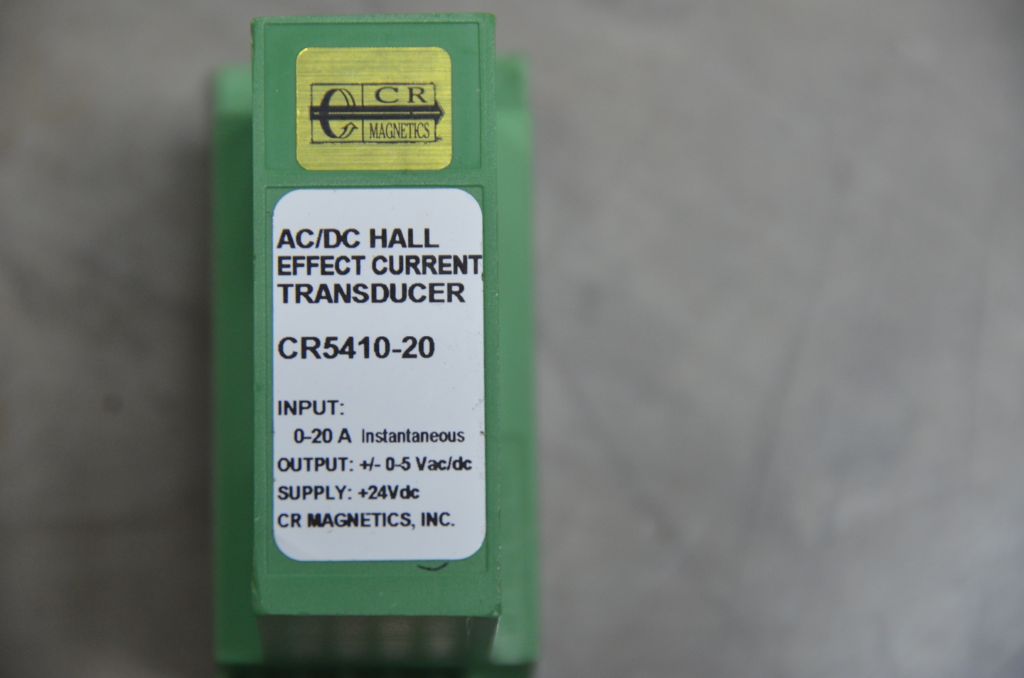 CR
MAGNETICS
AC/DC HALL
EFFECT CURRENT
TRANSDUCER
CR5410-20
INPUT:
0-20 A Instantaneous
OUTPUT: +/- 0-5 Vac/dc
SUPPLY: +24Vdc
CR MAGNETICS, INC.